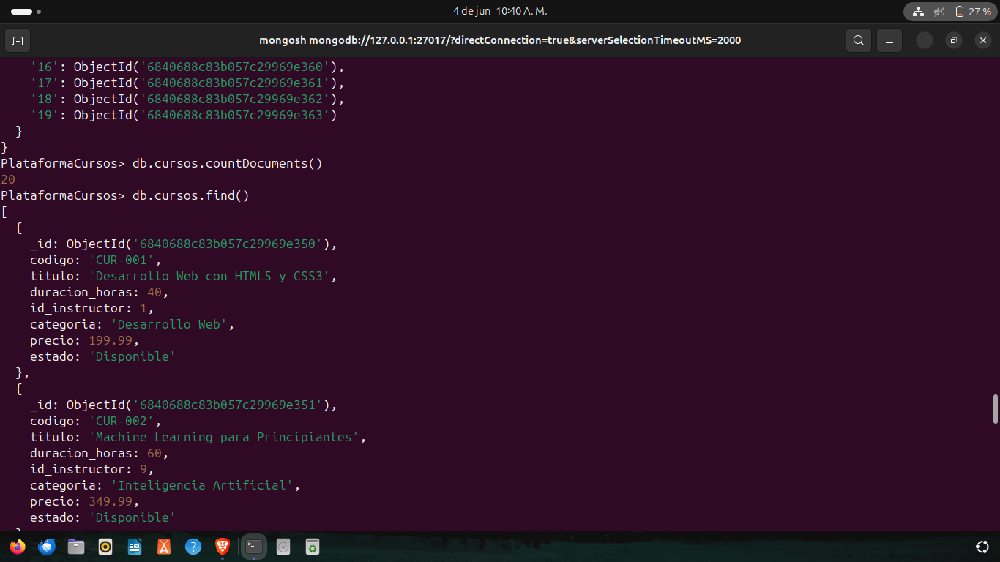 4 de jun 10:40 A. M.
27 %
mongosh mongodb://127.0.0.1:27017/?directConnection=true&serverSelectionTimeoutMS=2000
'16': ObjectId('6840688c83b057c29969e360'),
'17': ObjectId('6840688c83b057c29969e361'),
'18': ObjectId('6840688c83b057c29969e362'),
'19': ObjectId('6840688c83b057c29969e363')
}
}
PlataformaCursos> db.cursos.countDocuments()
20
PlataformaCursos> db.cursos.find()
[
{
_id: ObjectId('6840688c83b057c29969e350'),
codigo: 'CUR-001',
titulo: 'Desarrollo Web con HTML5 y CSS3',
duracion_horas: 40,
id_instructor: 1,
categoria: 'Desarrollo Web',
precio: 199.99,
estado: 'Disponible'
},
{
_id: ObjectId('6840688c83b057c29969e351'),
codigo: 'CUR-002',
titulo: 'Machine Learning para Principiantes',
duracion_horas: 60,
id_instructor: 9,
categoria: 'Inteligencia Artificial',
precio: 349.99,
estado: 'Disponible'